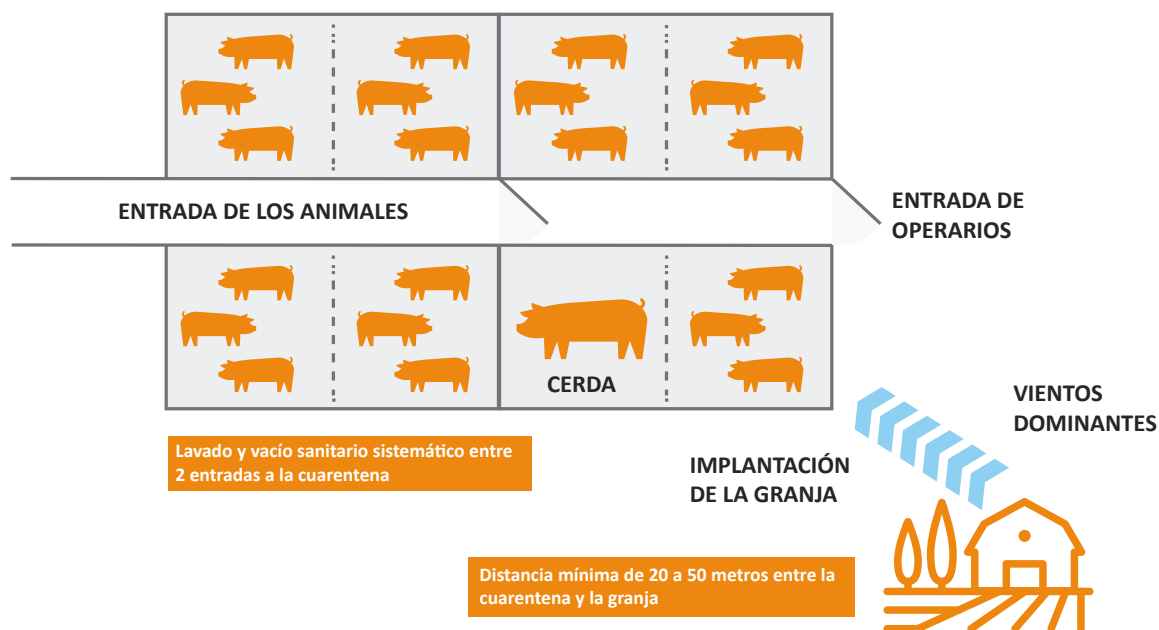 ENTRADA DE LOS ANIMALES
ENTRADA DE
OPERARIOS
CERDA
VIENTOS
DOMINANTES
Lavado y vacío sanitario sistemático entre
2 entradas a la cuarentena
IMPLANTACIÓN
DE LA GRANJA
Distancia mínima de 20 a 50 metros entre la
cuarentena y la granja